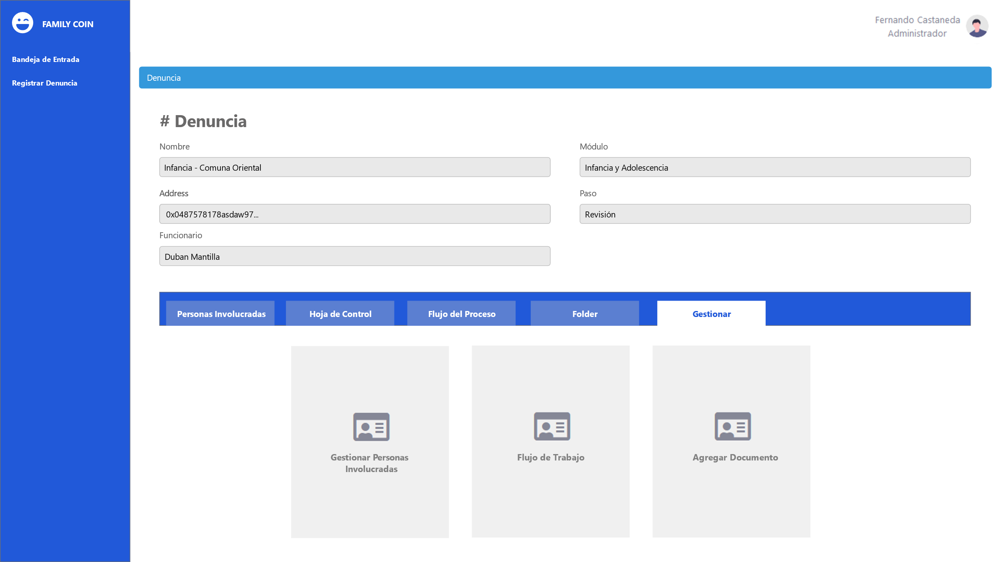 FAMILY COIN
Fernando Castaneda
Administrador
Bandeja de Entrada
Registrar Denuncia
Denuncia
# Denuncia
Nombre
Módulo
Infancia - Comuna Oriental
Infancia y Adolescencia
Address
Paso
0x0487578178asdaw97...
Revisión
Funcionario
Duban Mantilla
Personas Involucradas
Hoja de Control
Flujo del Proceso
Folder
Gestionar
Gestionar Personas
Involucradas
Flujo de Trabajo
Agregar Documento